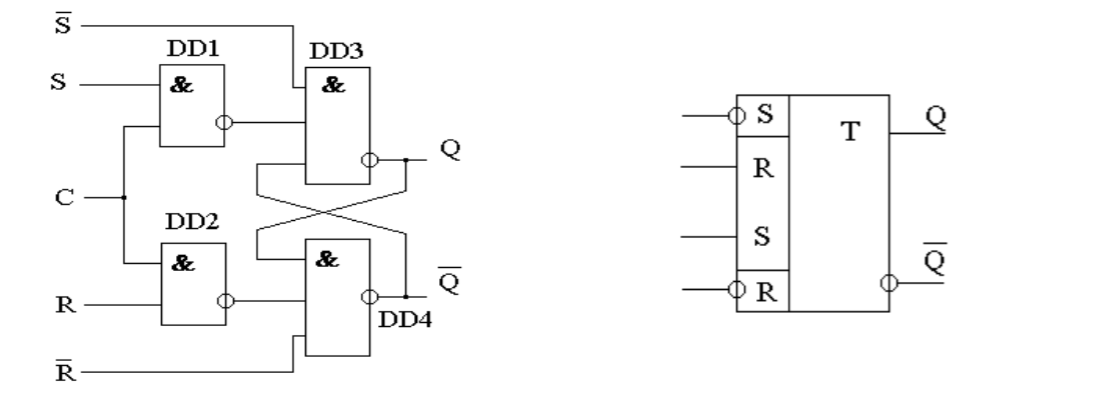 S̅
DD1
DD3
S
&
&
Q
C
DD2
&
&
Q̅
R
DD4
R̅
S
T
Q
R
S
R
Q̅